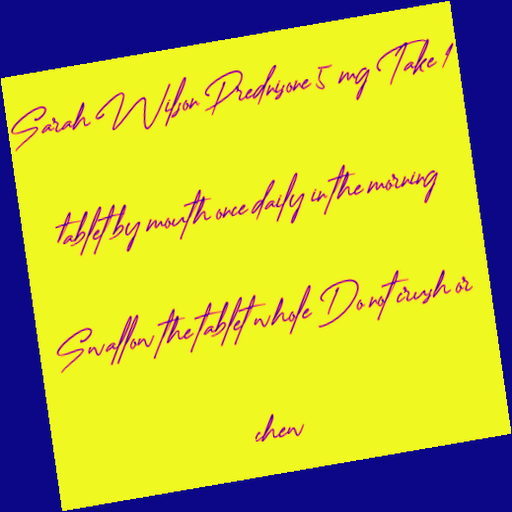 Sarah Wilson Prednisone 5 mg Take 1
tablet by mouth once daily in the morning
Swallow the tablet whole Do not crush or
chew